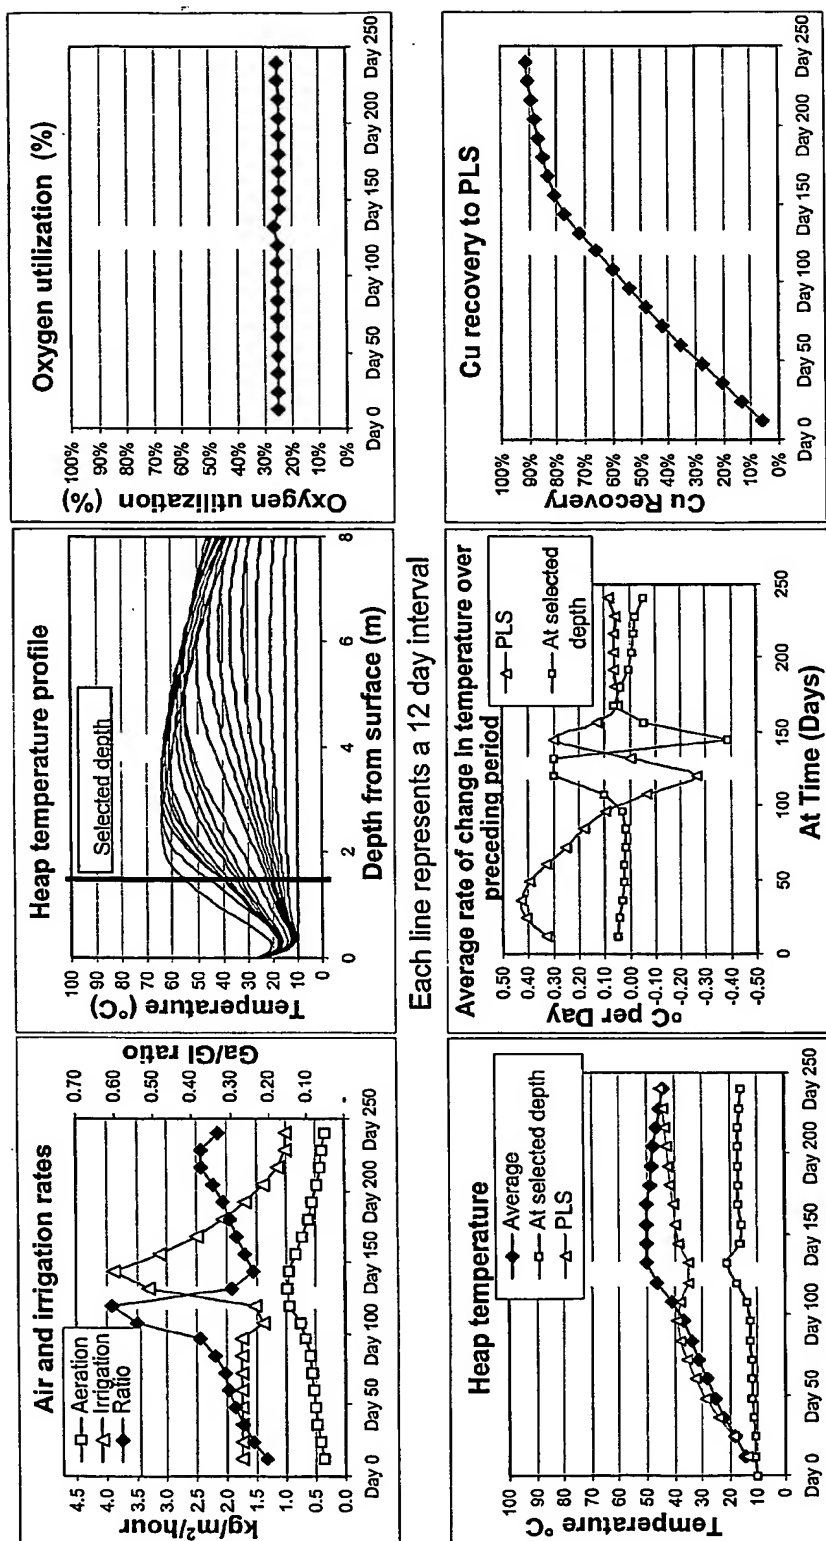 Air and irrigation rates
Aeration
Irrigation
Ratio
kg/m²/hour
4.5
4.0
3.5
3.0
2.5
2.0
1.5
1.0
0.5
0.0
Ga/Gl ratio
0.70
0.60
0.50
0.40
0.30
0.20
0.10
-
Day 0
Day 50
Day 100
Day 150
Day 200
Day 250
Heap temperature profile
Selected depth
Temperature (°C)
100
90
80
70
60
50
40
30
20
10
0
0
2
4
6
8
Depth from surface (m)
Oxygen utilization (%)
Oxygen utilization (%)
100%
90%
80%
70%
60%
50%
40%
30%
20%
10%
0%
Day 0
Day 50
Day 100
Day 150
Day 200
Day 250
Each line represents a 12 day interval
Heap temperature
Average
At selected depth
PLS
Temperature °C
100
90
80
70
60
50
40
30
20
10
0
Day 0
Day 50
Day 100
Day 150
Day 200
Day 250
Average rate of change in temperature over
preceding period
PLS
At selected
depth
°C per Day
0.50
0.40
0.30
0.20
0.10
0.00
-0.10
-0.20
-0.30
-0.40
-0.50
0
50
100
150
200
250
At Time (Days)
Cu recovery to PLS
Cu Recovery
100%
90%
80%
70%
60%
50%
40%
30%
20%
10%
0%
Day 0
Day 50
Day 100
Day 150
Day 200
Day 250